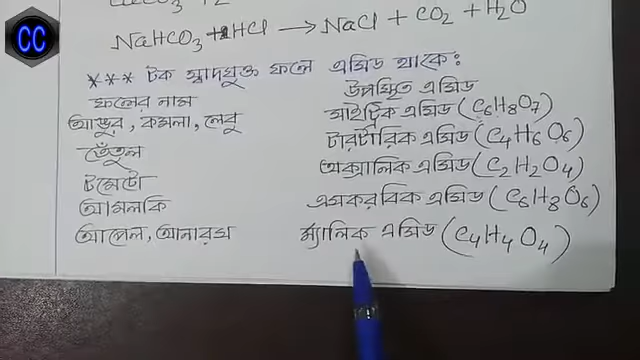 CC
NaHCO3 + HCl → NaCl + CO2 + H2O
*** টক স্বাদযুক্ত ফলে এসিড থাকে:
ফলের নাম উপস্থিত এসিড
আঙুর, কমলা, লেবু সাইট্রিক এসিড (C6H8O7)
তেঁতুল টারটারিক এসিড (C4H6O6)
টমেটো অক্সালিক এসিড (C2H2O4)
আমলকি এসকরবিক এসিড (C6H8O6)
আপেল, আনারস ম্যালিক এসিড (C4H4O4)